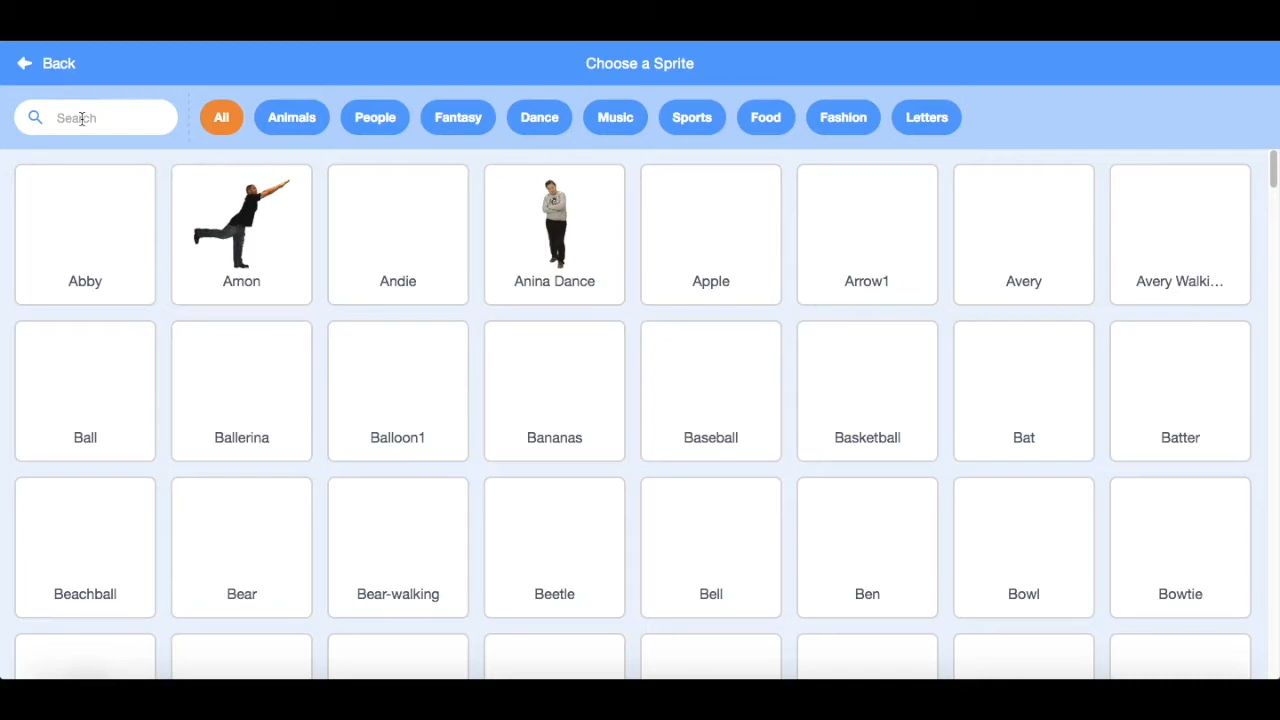 Back
Choose a Sprite
Search
All Animals People Fantasy Dance Music Sports Food Fashion Letters
Abby Amon Andie Anina Dance Apple Arrow1 Avery Avery Walki...
Ball Ballerina Balloon1 Bananas Baseball Basketball Bat Batter
Beachball Bear Bear-walking Beetle Bell Ben Bowl Bowtie